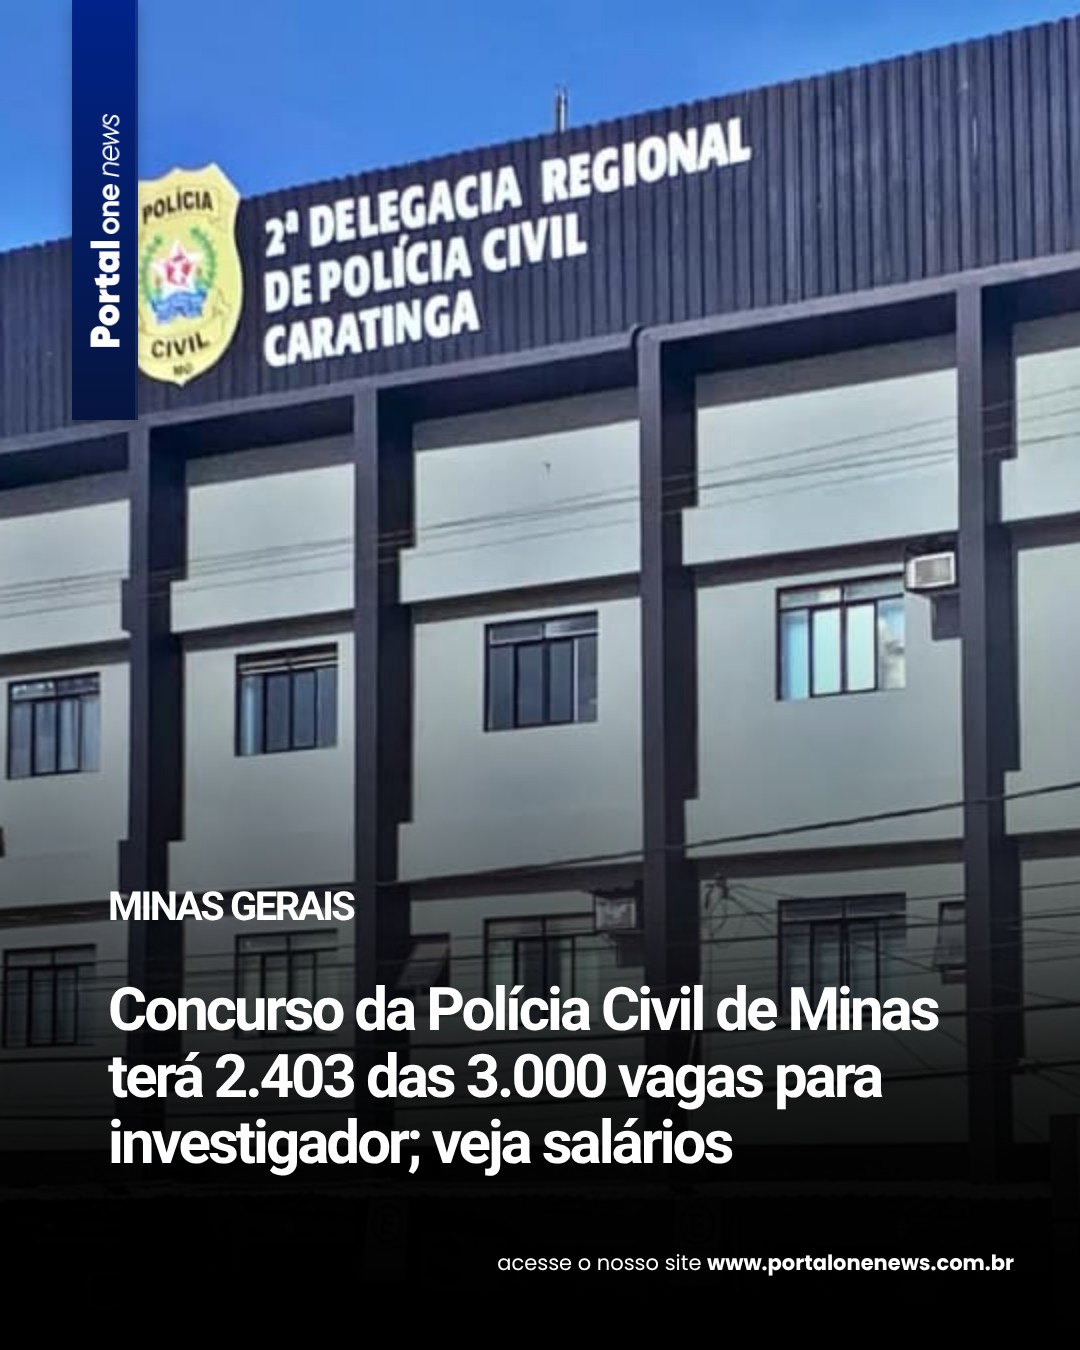 Portal one news
POLÍCIA
CIVIL
MG
2ª DELEGACIA REGIONAL
DE POLÍCIA CIVIL
CARATINGA
MINAS GERAIS
Concurso da Polícia Civil de Minas
terá 2.403 das 3.000 vagas para
investigador; veja salários
acesse o nosso site www.portalonenews.com.br